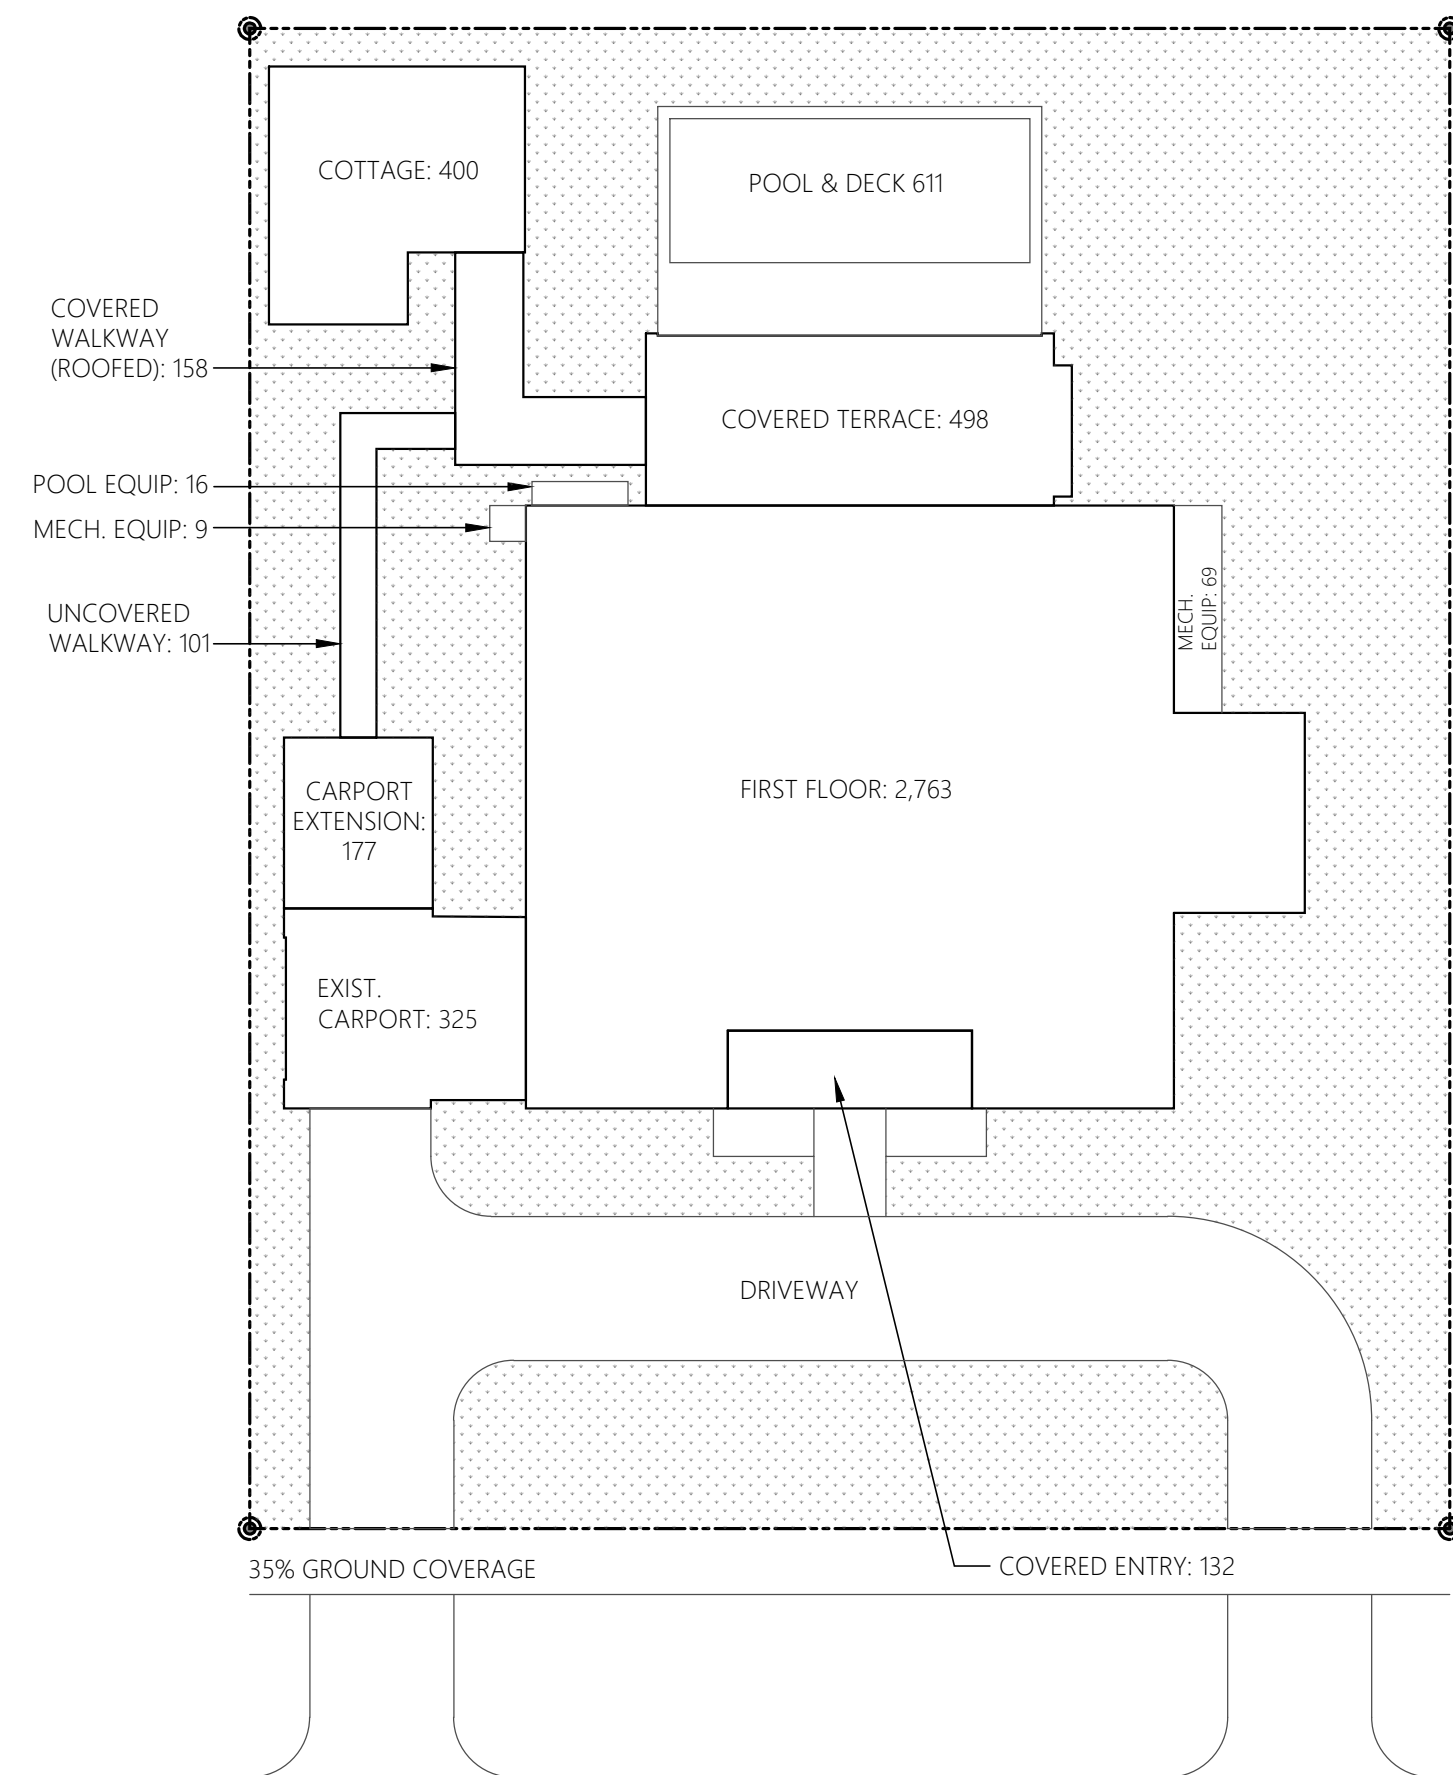 COTTAGE: 400
POOL & DECK 611
COVERED
WALKWAY
(ROOFED): 158
COVERED TERRACE: 498
POOL EQUIP: 16
MECH. EQUIP: 9
MECH.
EQUIP: 69
UNCOVERED
WALKWAY: 101
CARPORT
EXTENSION:
177
FIRST FLOOR: 2,763
EXIST.
CARPORT: 325
DRIVEWAY
35% GROUND COVERAGE
COVERED ENTRY: 132